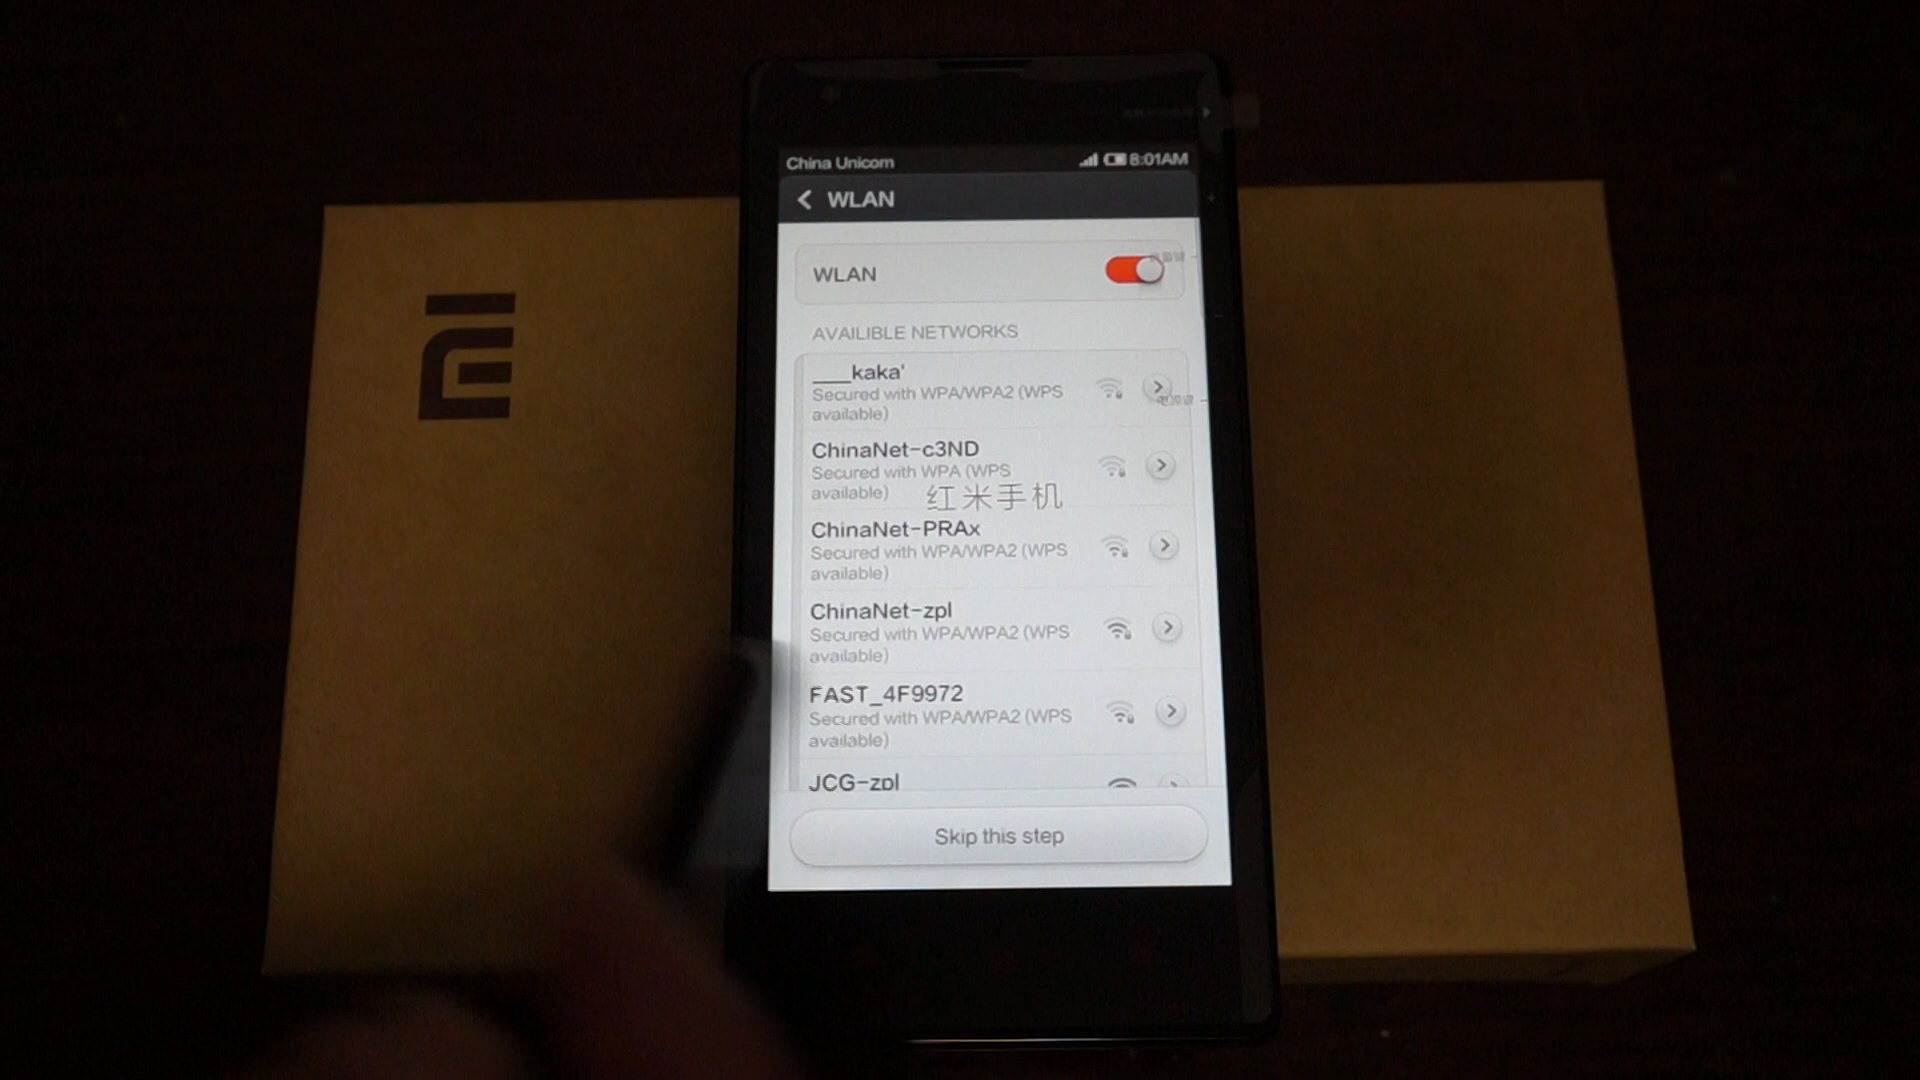 China Unicom 8:01AM
WLAN
WLAN
AVAILIBLE NETWORKS
___kaka'
Secured with WPA/WPA2 (WPS
available)
ChinaNet-c3ND
Secured with WPA (WPS
available)
红米手机
ChinaNet-PRAx
Secured with WPA/WPA2 (WPS
available)
ChinaNet-zpl
Secured with WPA/WPA2 (WPS
available)
FAST_4F9972
Secured with WPA/WPA2 (WPS
available)
JCG-zpl
Skip this step